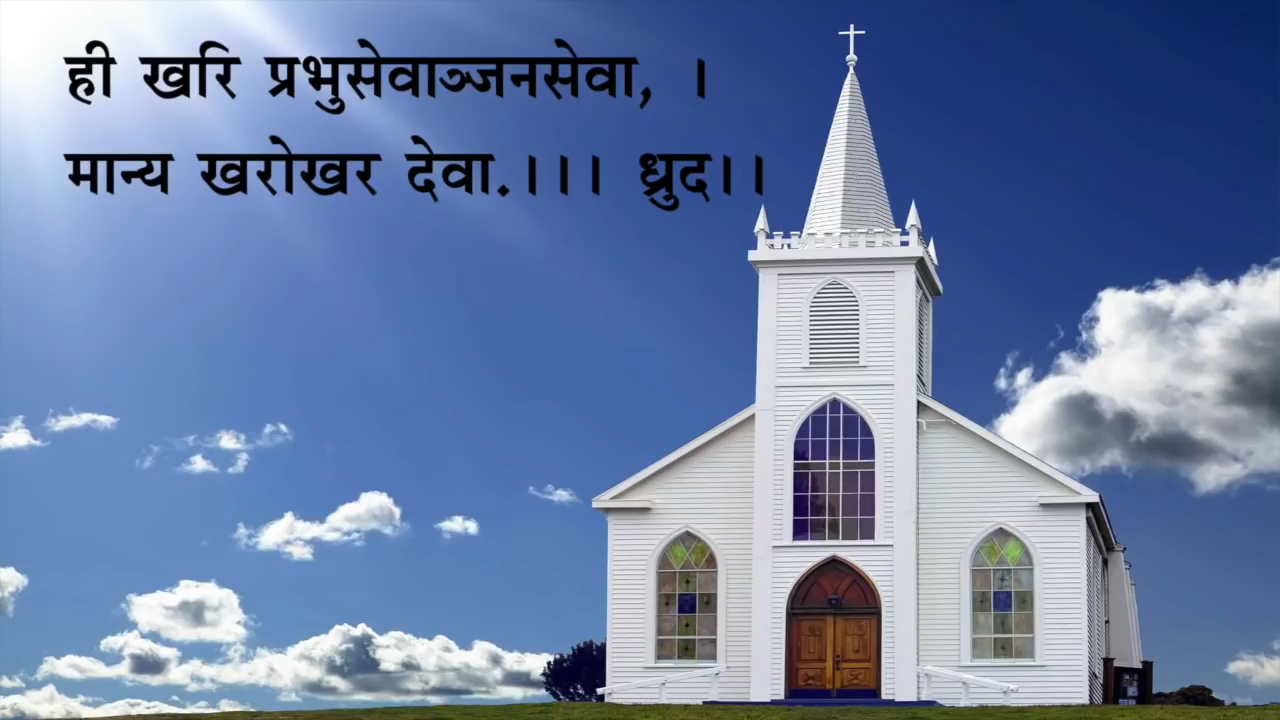 ही खरि प्रभुसेवाञ्जनसेवा, ।
मान्य खरोखर देवा.।।। ध्रुद।।